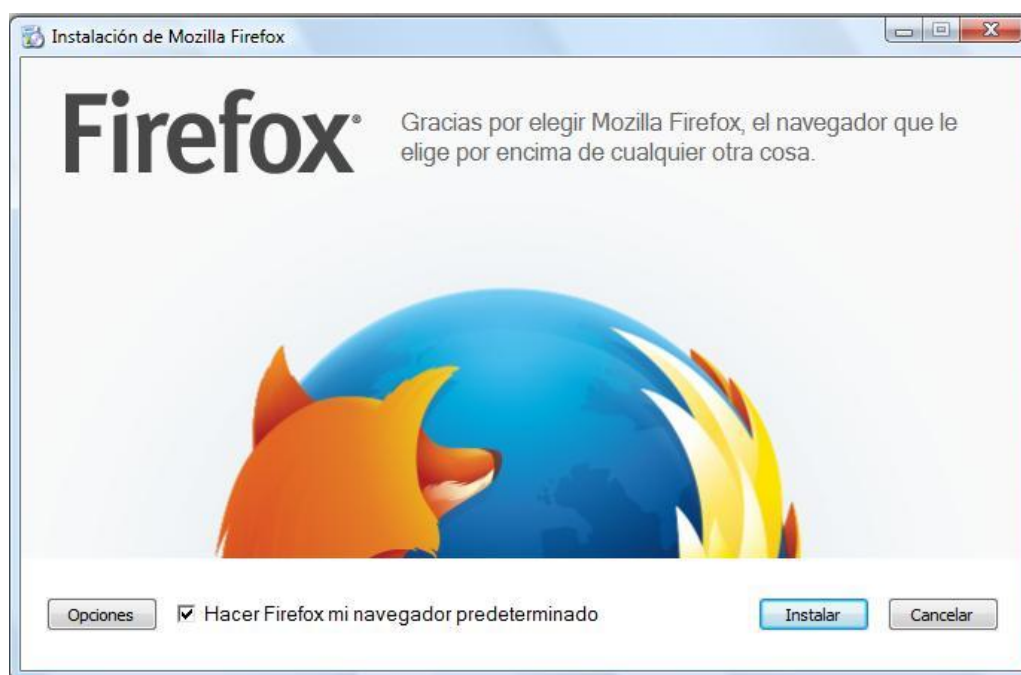 Instalación de Mozilla Firefox
Firefox®
Gracias por elegir Mozilla Firefox, el navegador que le
elige por encima de cualquier otra cosa.
Opciones
Hacer Firefox mi navegador predeterminado
Instalar
Cancelar